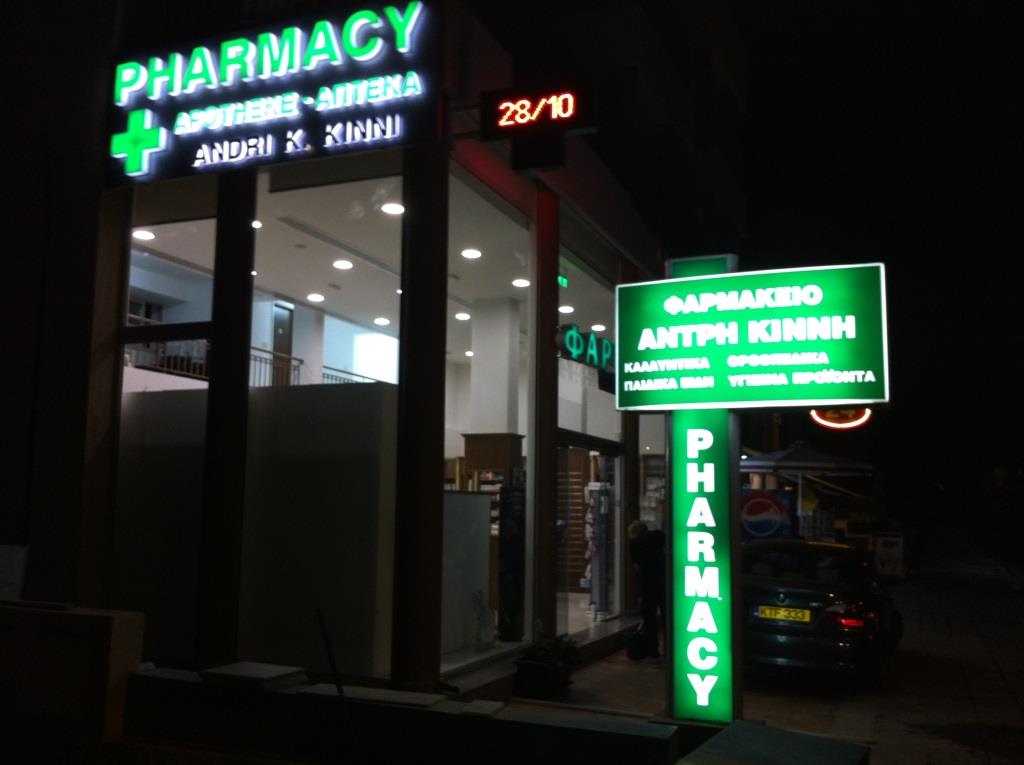 PHARMACY
APOTHEKE - АПТЕКА
ANDRI K. KINNI
28/10
ΦΑΡ
ΦΑΡΜΑΚΕΙΟ
ΑΝΤΡΗ ΚΙΝΝΗ
ΚΑΛΛΥΝΤΙΚΑ ΟΡΘΟΠΕΔΙΚΑ
ΠΑΙΔΙΚΑ ΕΙΔΗ ΥΓΙΕΙΝΑ ΠΡΟΪΟΝΤΑ
PHARMACY
24
KTF 333